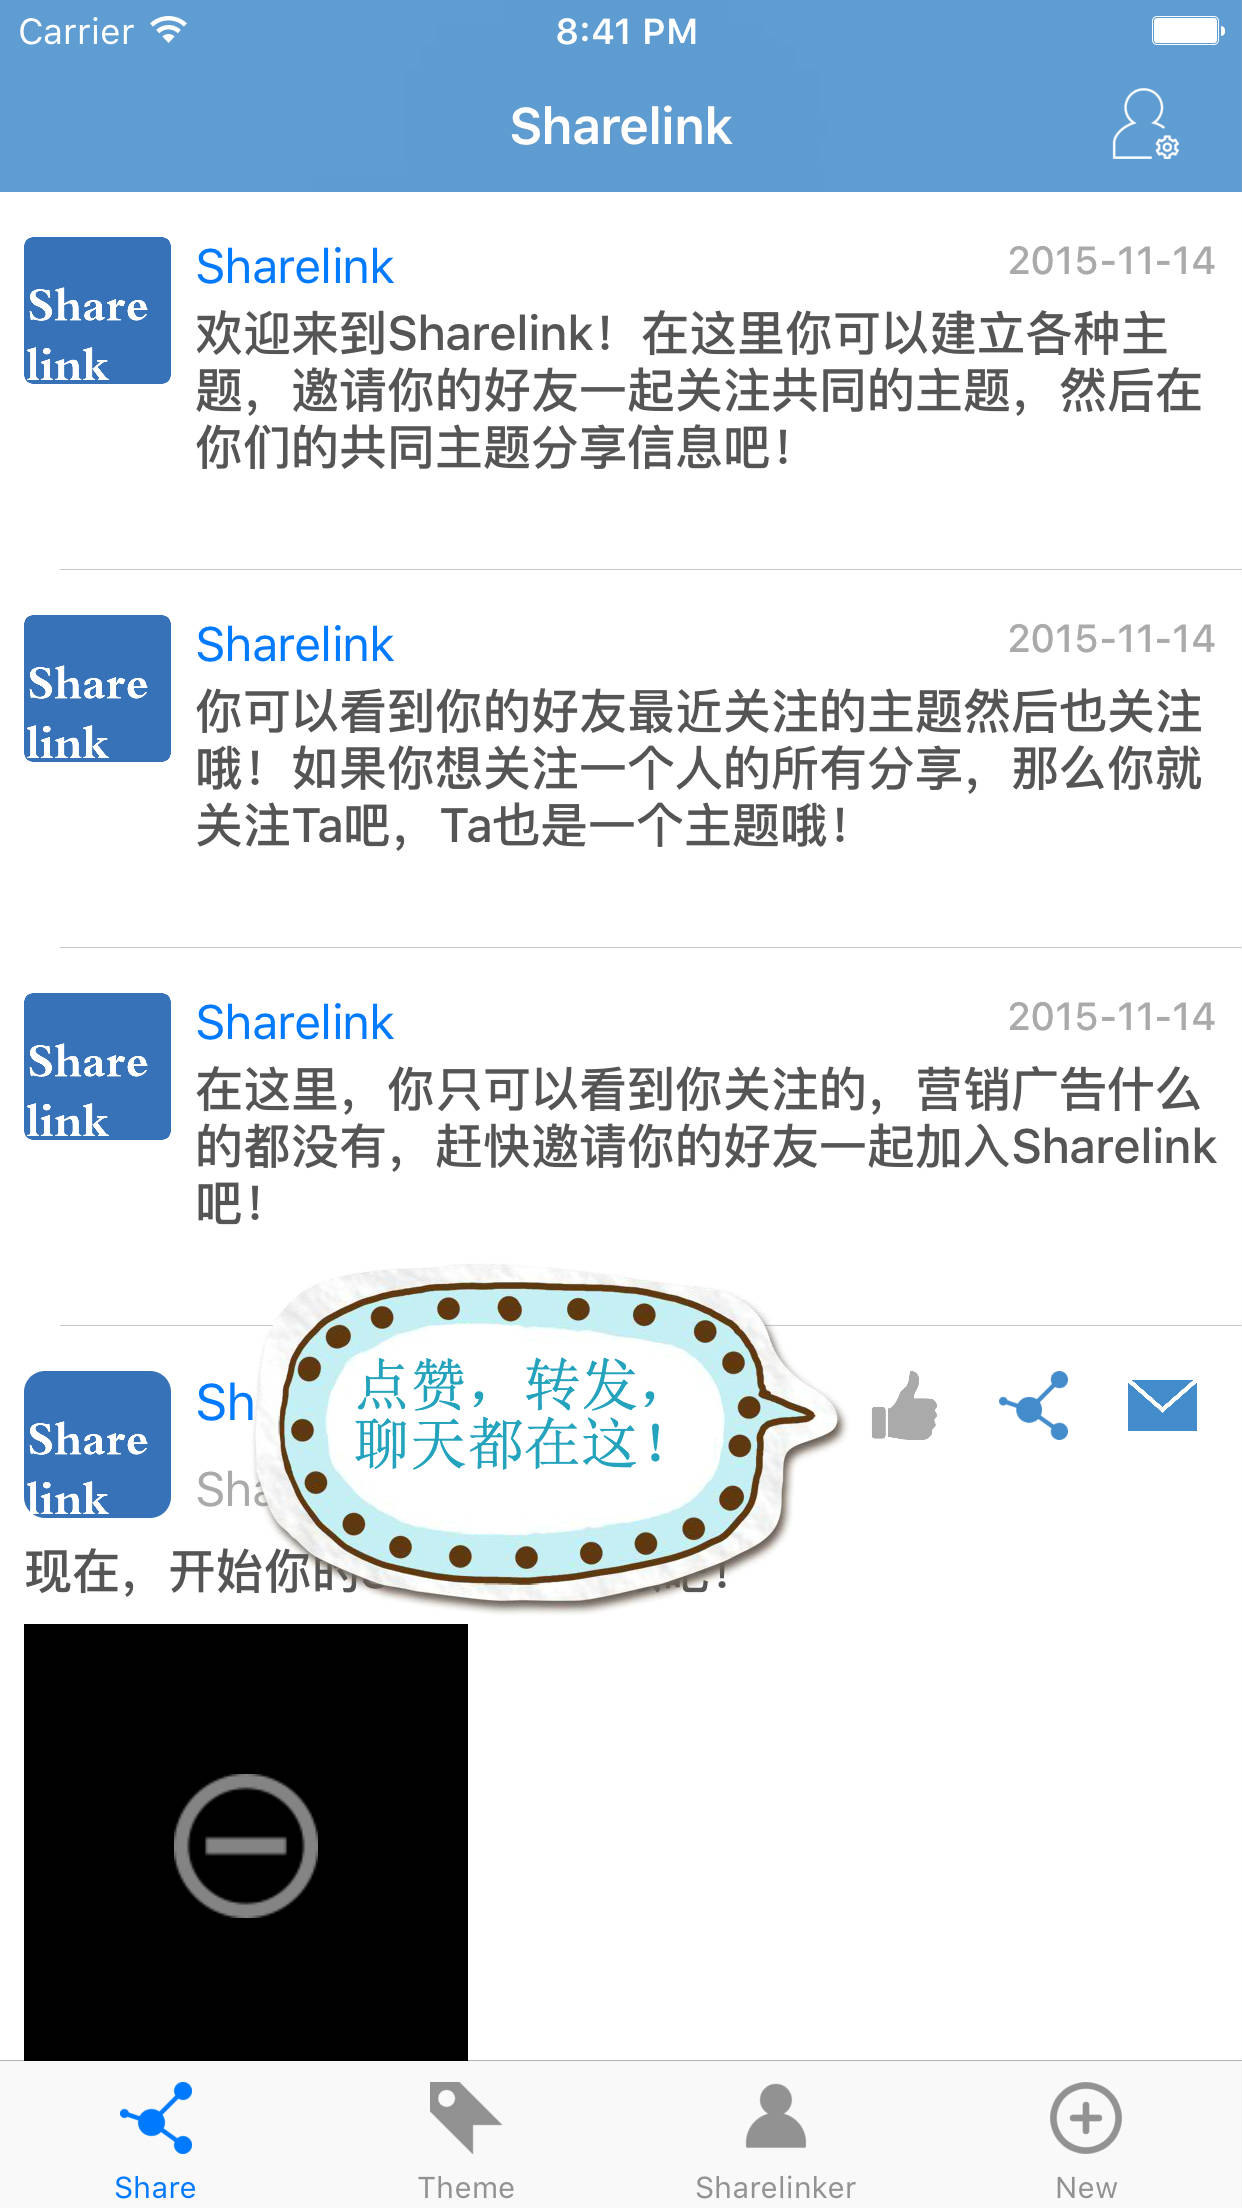 Carrier 8:41 PM
Sharelink
Share
link
Sharelink 2015-11-14
欢迎来到Sharelink！在这里你可以建立各种主
题，邀请你的好友一起关注共同的主题，然后在
你们的共同主题分享信息吧！
Share
link
Sharelink 2015-11-14
你可以看到你的好友最近关注的主题然后也关注
哦！如果你想关注一个人的所有分享，那么你就
关注Ta吧，Ta也是一个主题哦！
Share
link
Sharelink 2015-11-14
在这里，你只可以看到你关注的，营销广告什么
的都没有，赶快邀请你的好友一起加入Sharelink
吧！
Share
link
Sh
Sha
点赞，转发，
聊天都在这！
现在，开始你的 吧！
Share Theme Sharelinker New